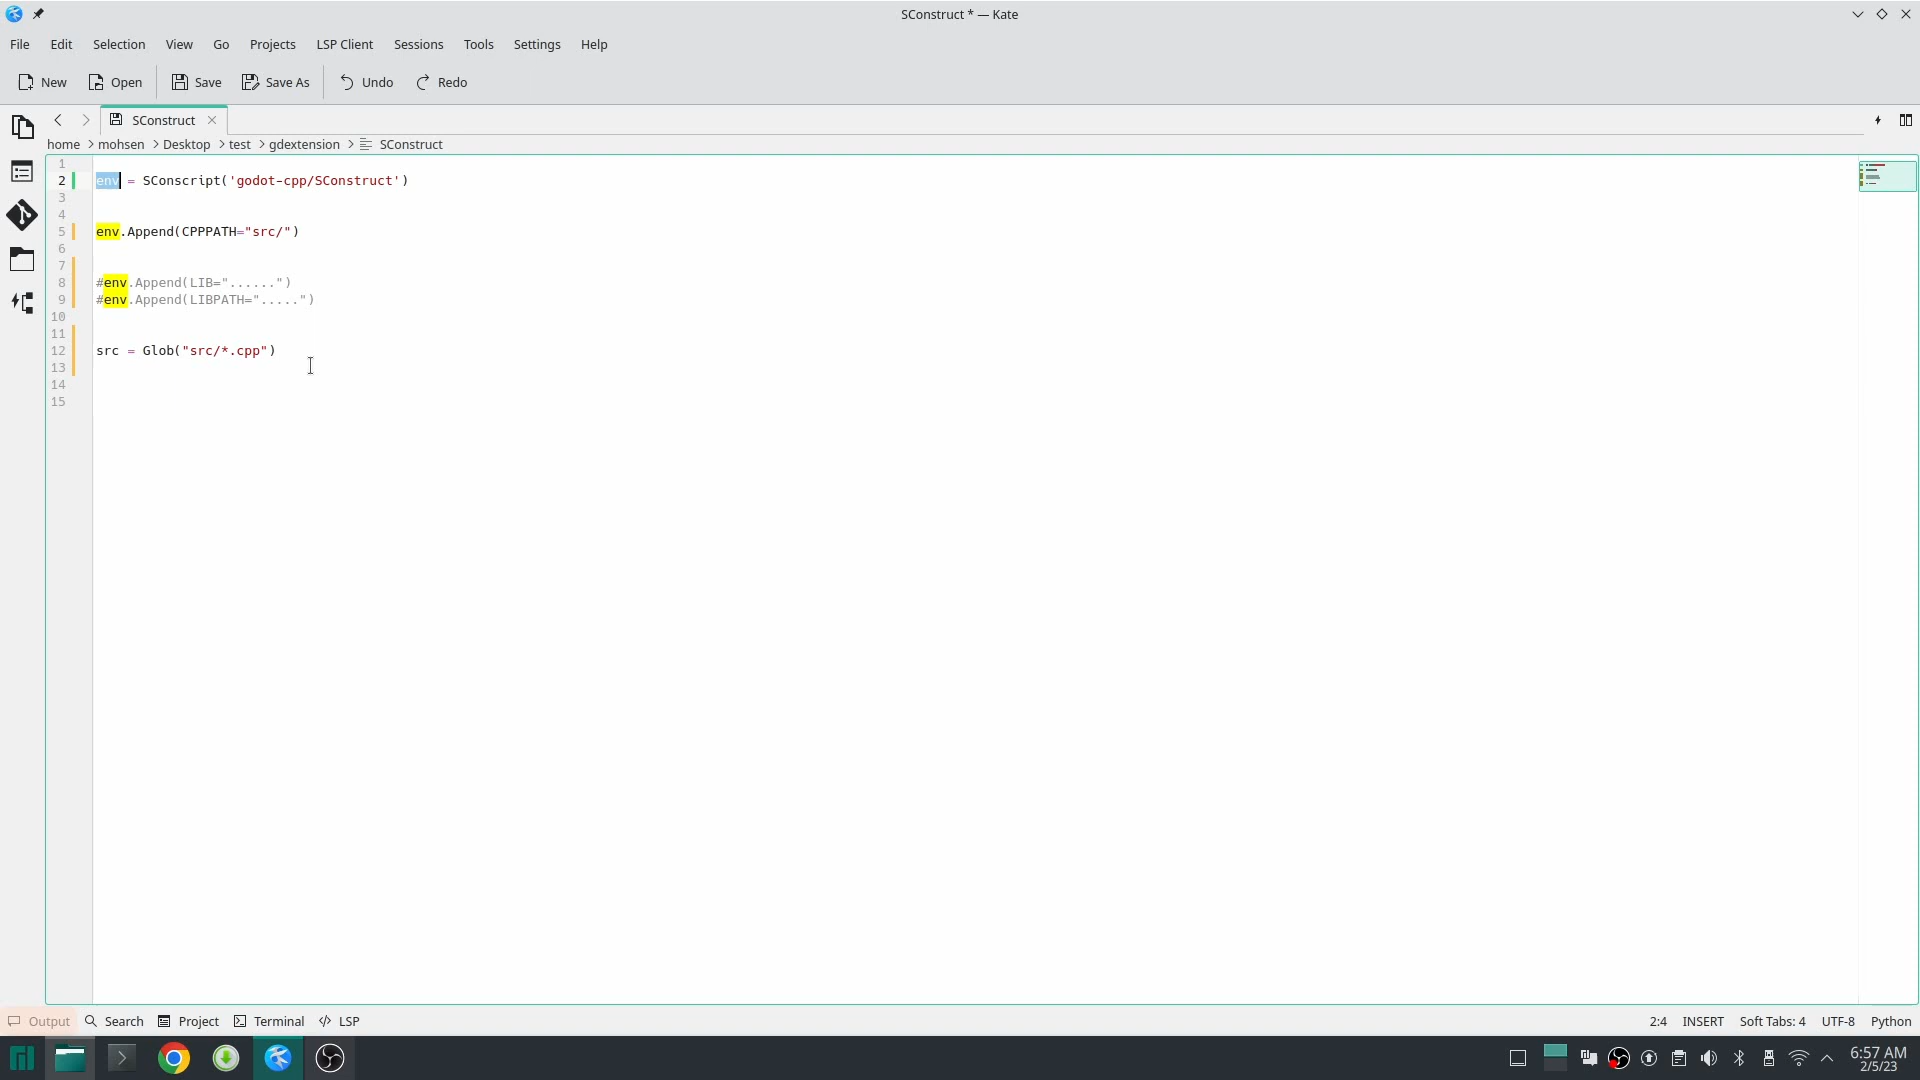 SConstruct * — Kate
File Edit Selection View Go Projects LSP Client Sessions Tools Settings Help
New Open Save Save As Undo Redo
SConstruct
home > mohsen > Desktop > test > gdextension > SConstruct
1
2 env = SConscript('godot-cpp/SConstruct')
3
4
5 env.Append(CPPPATH="src/")
6
7
8 #env.Append(LIB="......")
9 #env.Append(LIBPATH=".....")
10
11
12 src = Glob("src/*.cpp")
13
14
15
Output Search Project Terminal LSP 2:4 INSERT Soft Tabs: 4 UTF-8 Python
6:57 AM
2/5/23